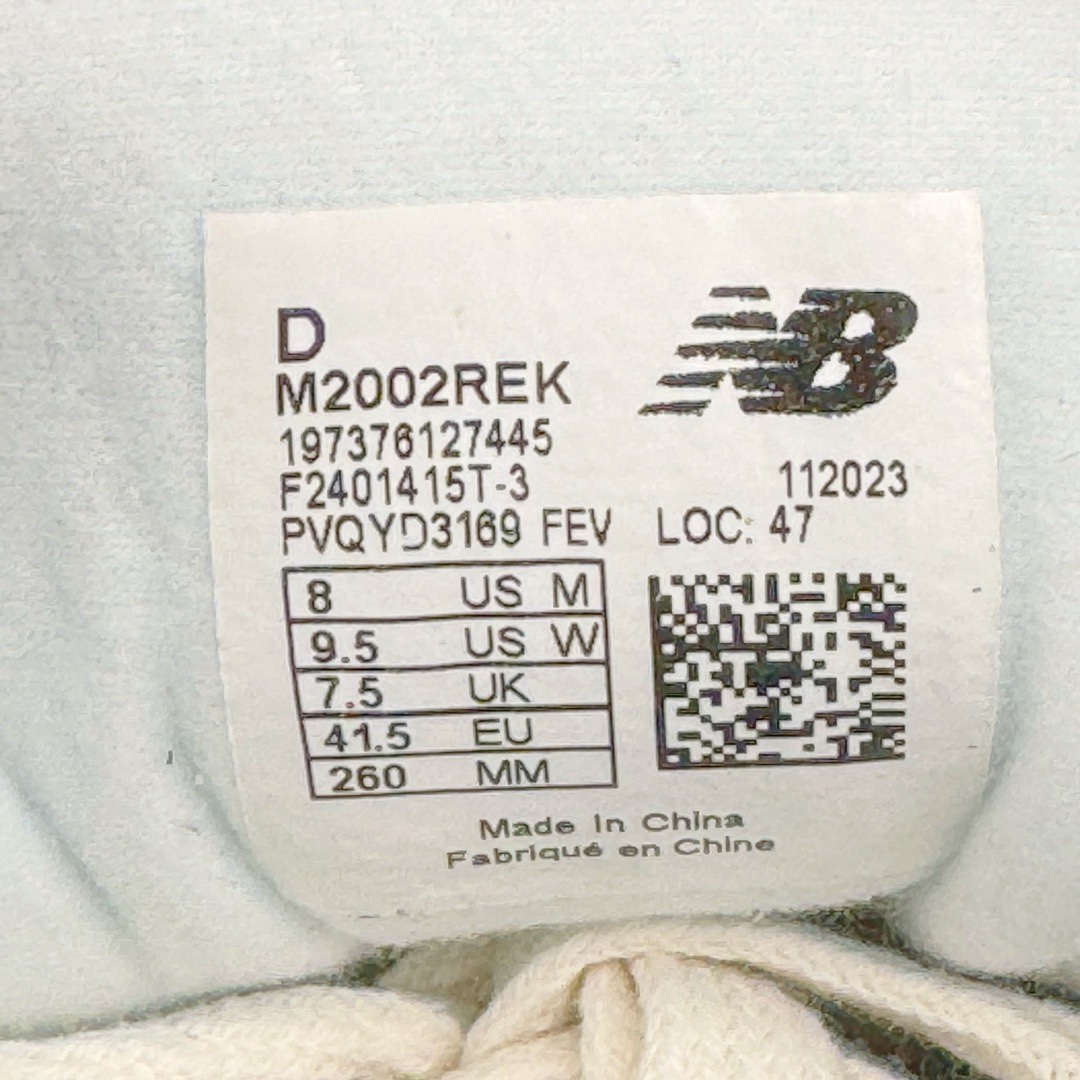 D
M2002REK
197376127445
F2401415T-3 112023
PVQYD3169 FEV LOC: 47
8 US M
9.5 US W
7.5 UK
41.5 EU
260 MM
Made in China
Fabriqué en Chine
NB